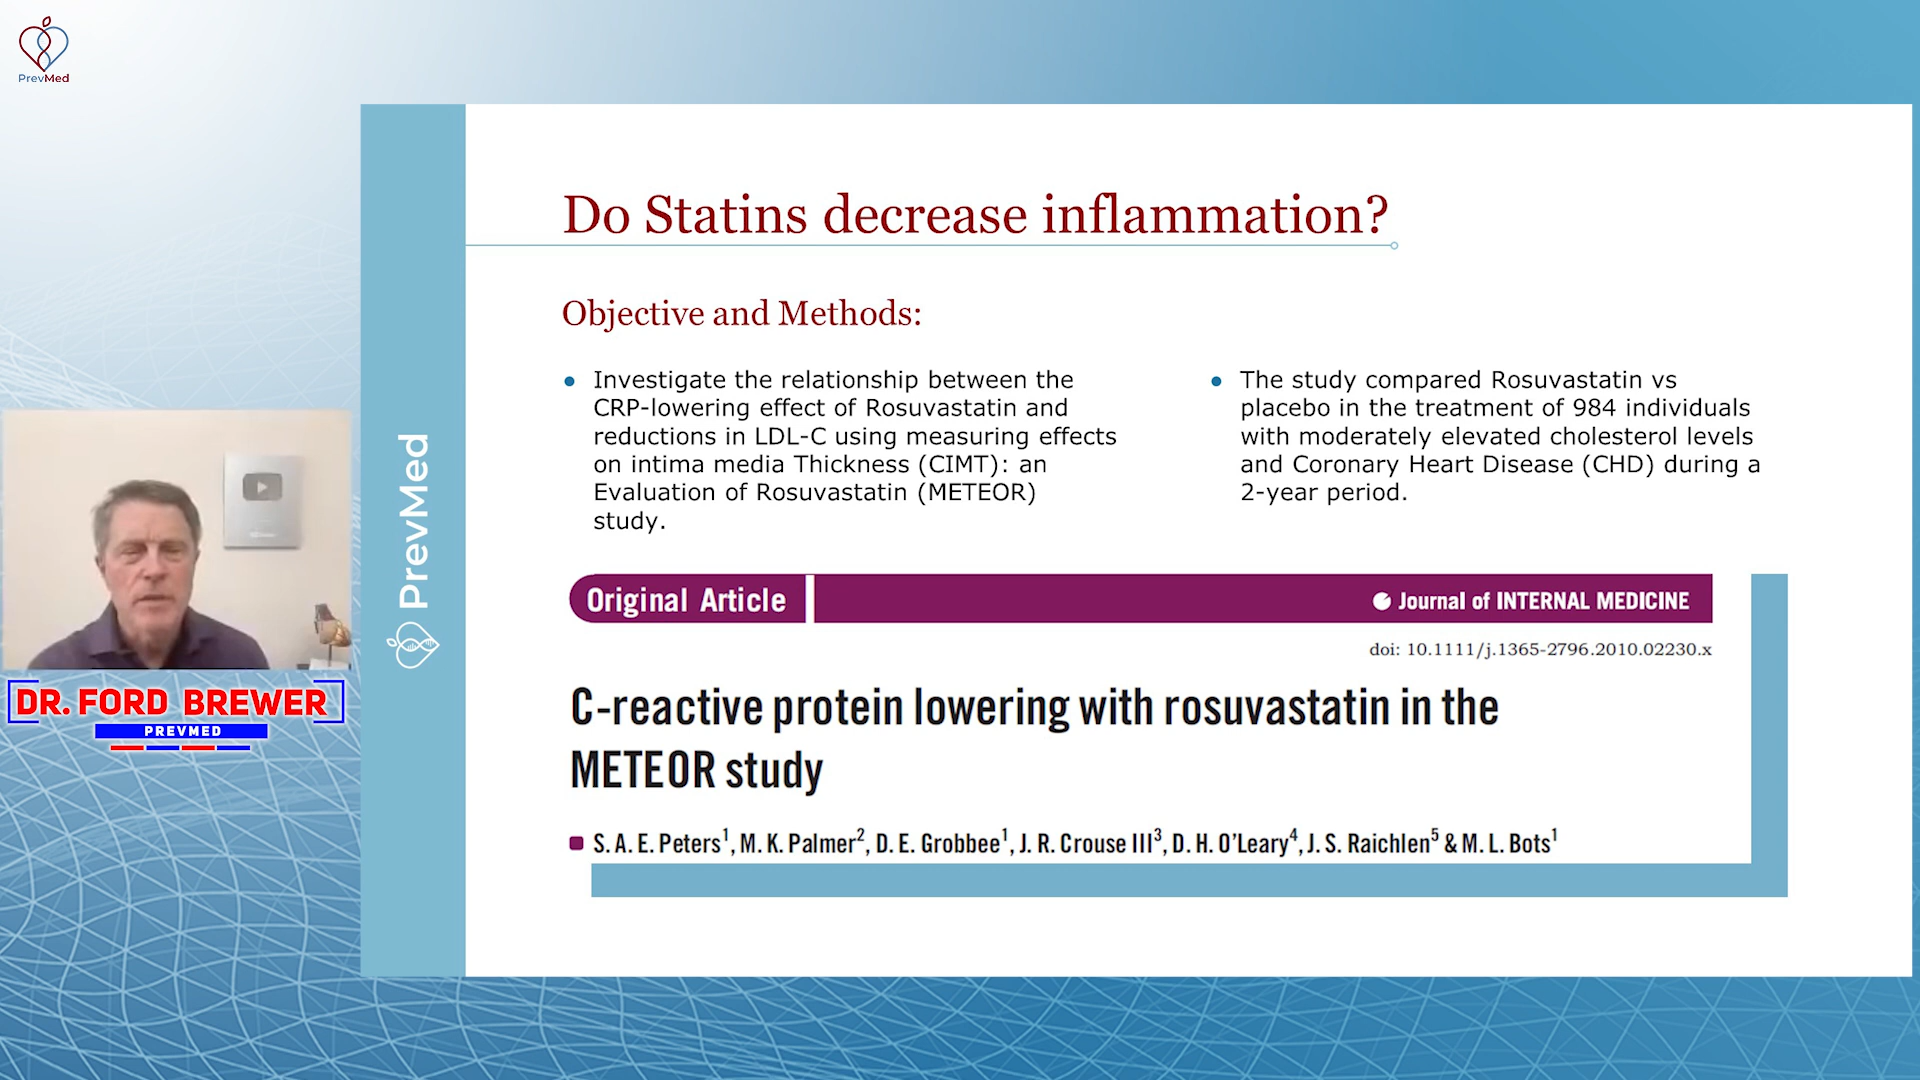 PrevMed
Do Statins decrease inflammation?
Objective and Methods:
• Investigate the relationship between the
CRP-lowering effect of Rosuvastatin and
reductions in LDL-C using measuring effects
on intima media Thickness (CIMT): an
Evaluation of Rosuvastatin (METEOR)
study.
• The study compared Rosuvastatin vs
placebo in the treatment of 984 individuals
with moderately elevated cholesterol levels
and Coronary Heart Disease (CHD) during a
2-year period.
PrevMed
Original Article
Journal of INTERNAL MEDICINE
doi: 10.1111/j.1365-2796.2010.02230.x
C-reactive protein lowering with rosuvastatin in the
METEOR study
S. A. E. Peters¹, M. K. Palmer², D. E. Grobbee¹, J. R. Crouse III³, D. H. O'Leary⁴, J. S. Raichlen⁵ & M. L. Bots¹
DR. FORD BREWER
PREVMED